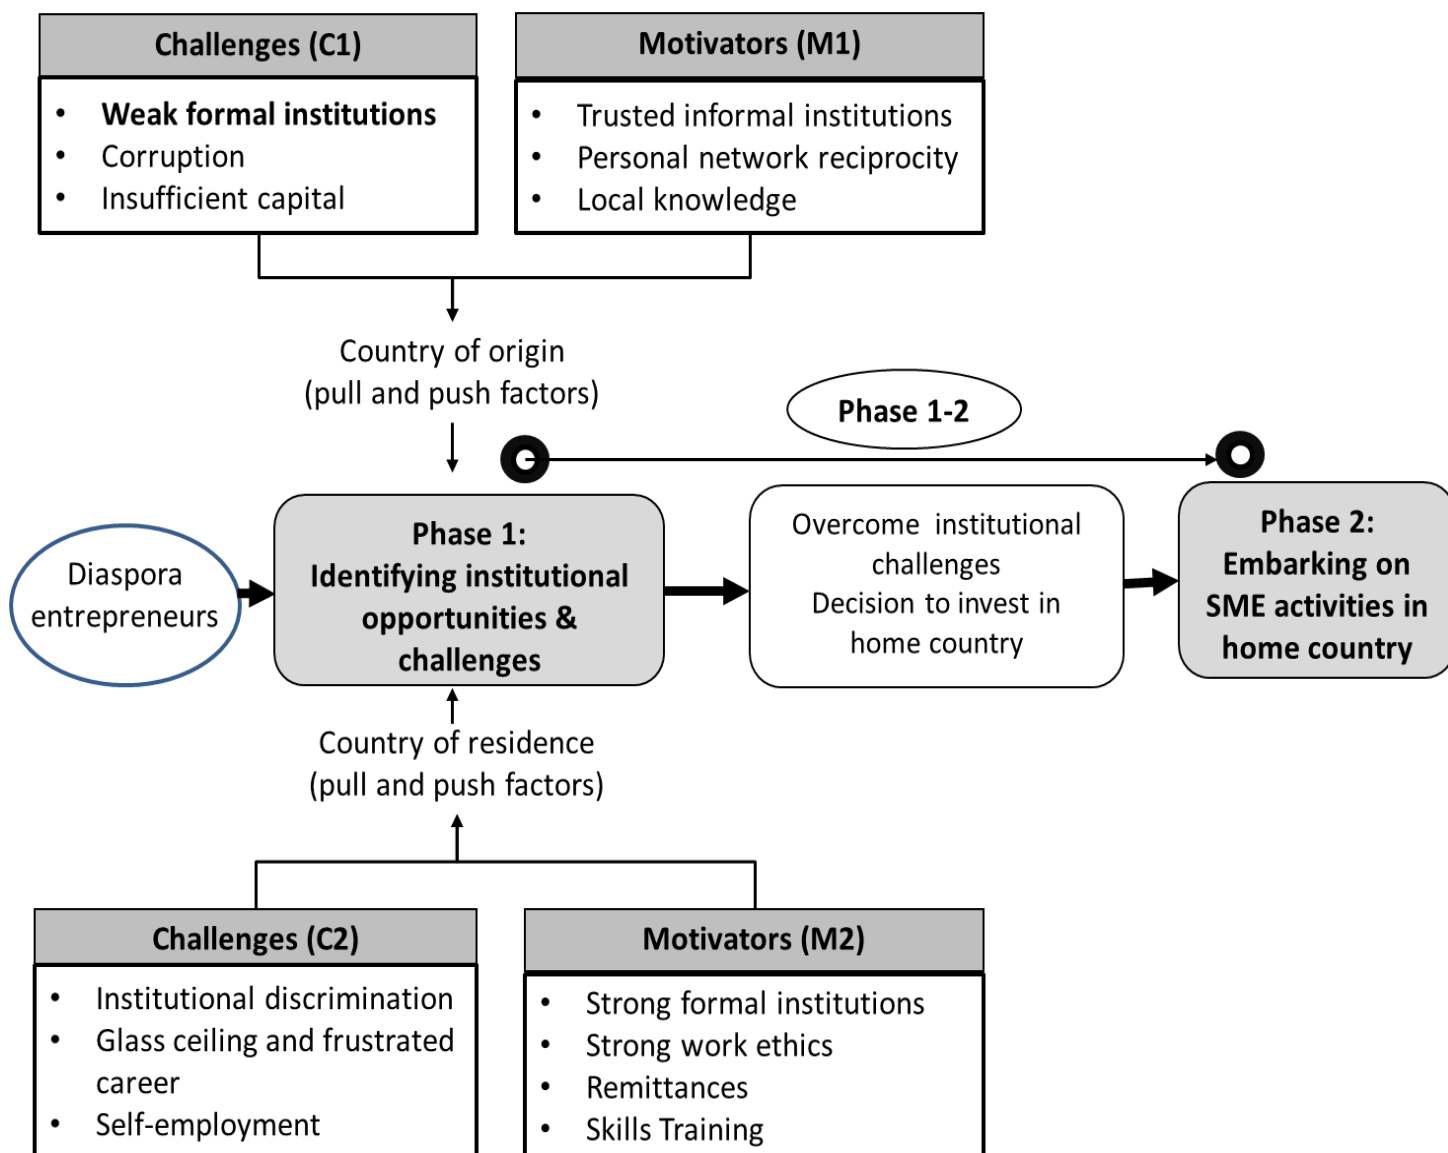 Challenges (C1)
• Weak formal institutions
• Corruption
• Insufficient capital
Motivators (M1)
• Trusted informal institutions
• Personal network reciprocity
• Local knowledge
Country of origin
(pull and push factors)
Phase 1-2
Diaspora
entrepreneurs
Phase 1:
Identifying institutional
opportunities &
challenges
Overcome institutional
challenges
Decision to invest in
home country
Phase 2:
Embarking on
SME activities in
home country
Country of residence
(pull and push factors)
Challenges (C2)
• Institutional discrimination
• Glass ceiling and frustrated
career
• Self-employment
Motivators (M2)
• Strong formal institutions
• Strong work ethics
• Remittances
• Skills Training